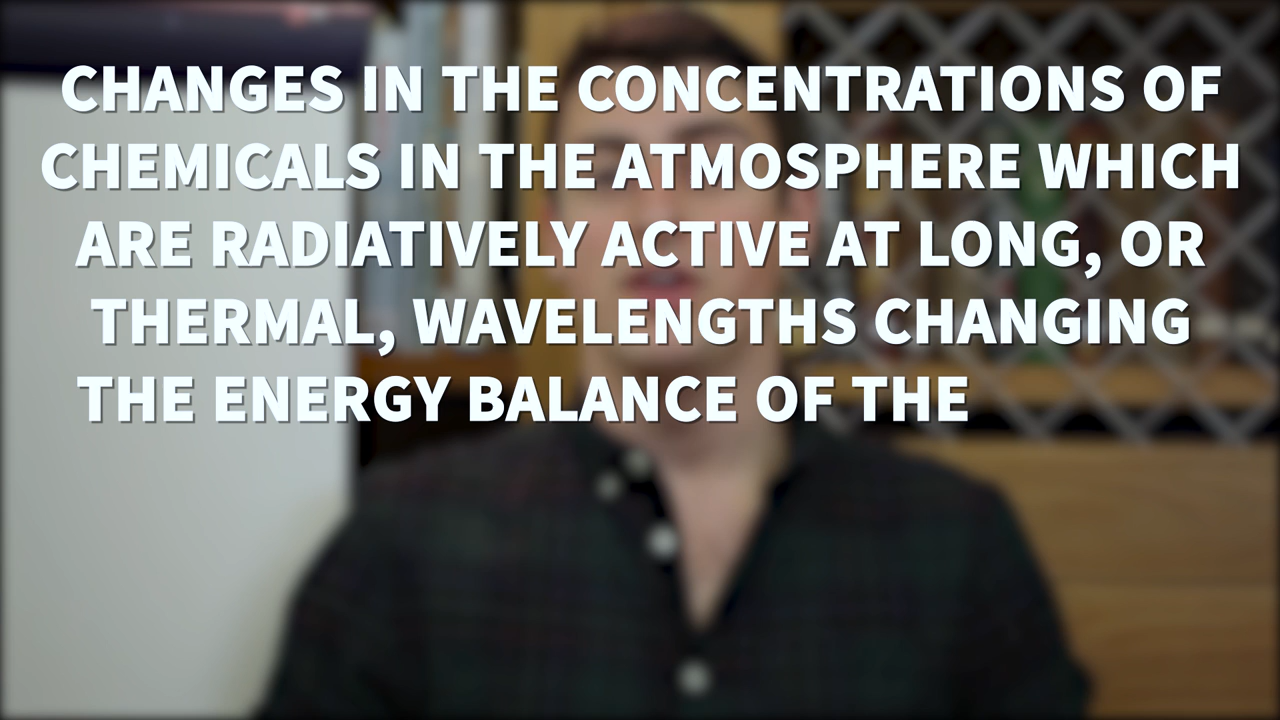 CHANGES IN THE CONCENTRATIONS OF
CHEMICALS IN THE ATMOSPHERE WHICH
ARE RADIATIVELY ACTIVE AT LONG, OR
THERMAL, WAVELENGTHS CHANGING
THE ENERGY BALANCE OF THE